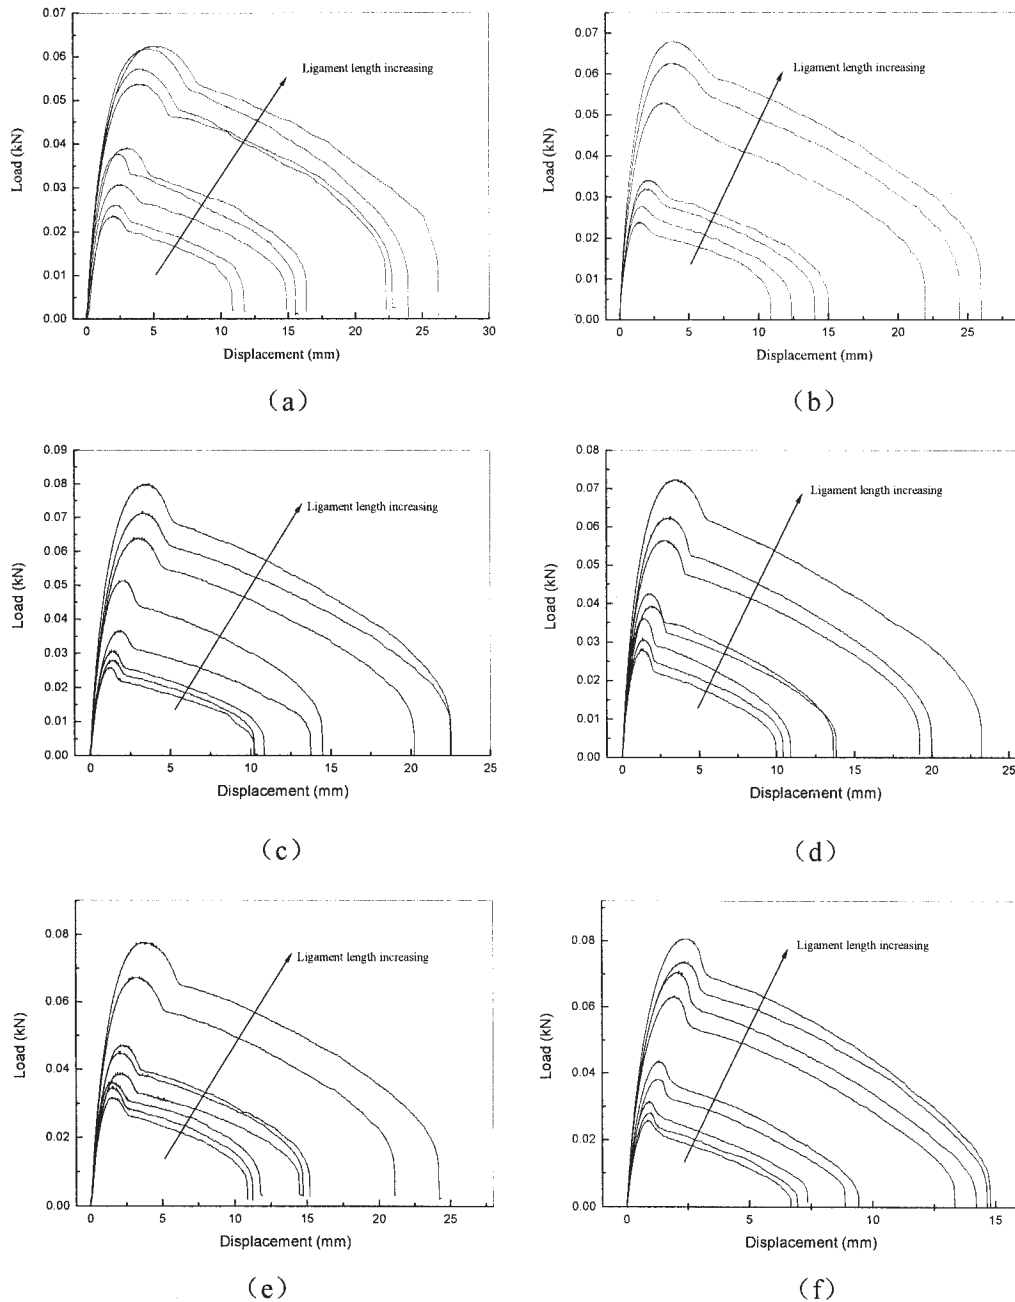 0.07
0.06
0.05
0.04
0.03
0.02
0.01
0.00
Load (kN)
Ligament length increasing
0 5 10 15 20 25 30
Displacement (mm)
(a)
0.07
0.06
0.05
0.04
0.03
0.02
0.01
0.00
Load (kN)
Ligament length increasing
0 5 10 15 20 25
Displacement (mm)
(b)
0.09
0.08
0.07
0.06
0.05
0.04
0.03
0.02
0.01
0.00
Load (kN)
Ligament length increasing
0 5 10 15 20 25
Displacement (mm)
(c)
0.08
0.07
0.06
0.05
0.04
0.03
0.02
0.01
0.00
Load (kN)
Ligament length increasing
0 5 10 15 20 25
Displacement (mm)
(d)
0.08
0.06
0.04
0.02
0.00
Load (kN)
Ligament length increasing
0 5 10 15 20 25
Displacement (mm)
(e)
0.08
0.06
0.04
0.02
0.00
Load (kN)
Ligament length increasing
0 5 10 15
Displacement (mm)
(f)